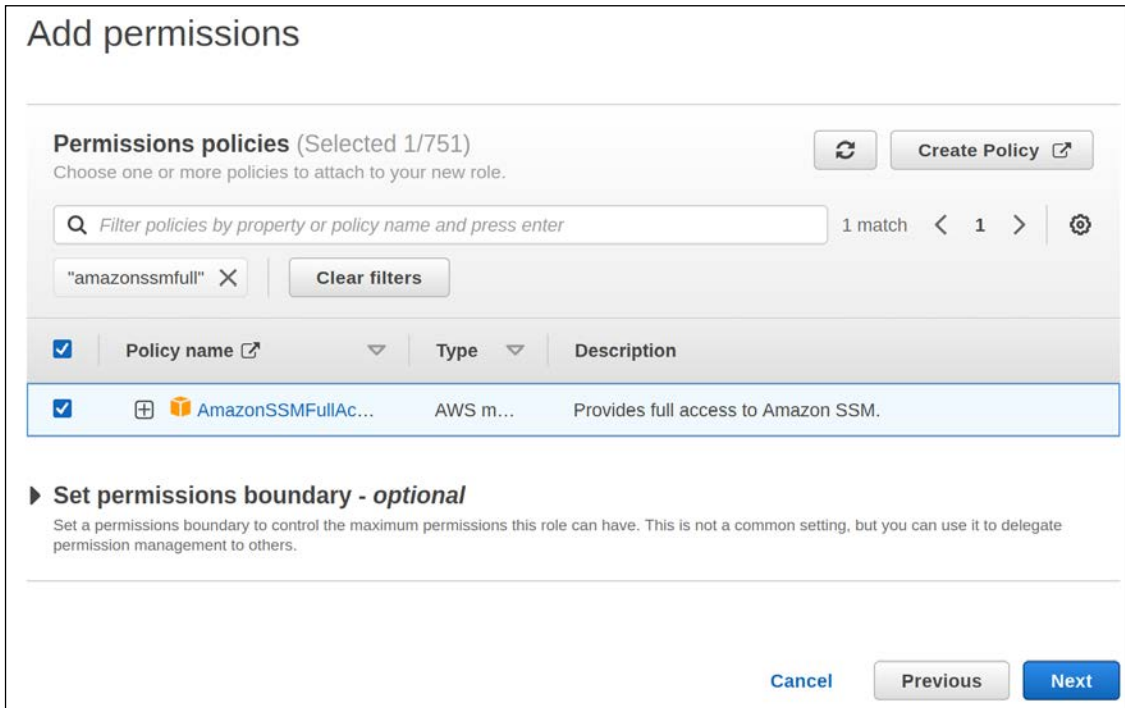 Add permissions
Permissions policies (Selected 1/751)
Choose one or more policies to attach to your new role.
Create Policy
Filter policies by property or policy name and press enter
1 match 1
"amazonssmfull"
Clear filters
Policy name Type Description
AmazonSSMFullAc... AWS m... Provides full access to Amazon SSM.
Set permissions boundary - optional
Set a permissions boundary to control the maximum permissions this role can have. This is not a common setting, but you can use it to delegate
permission management to others.
Cancel Previous Next